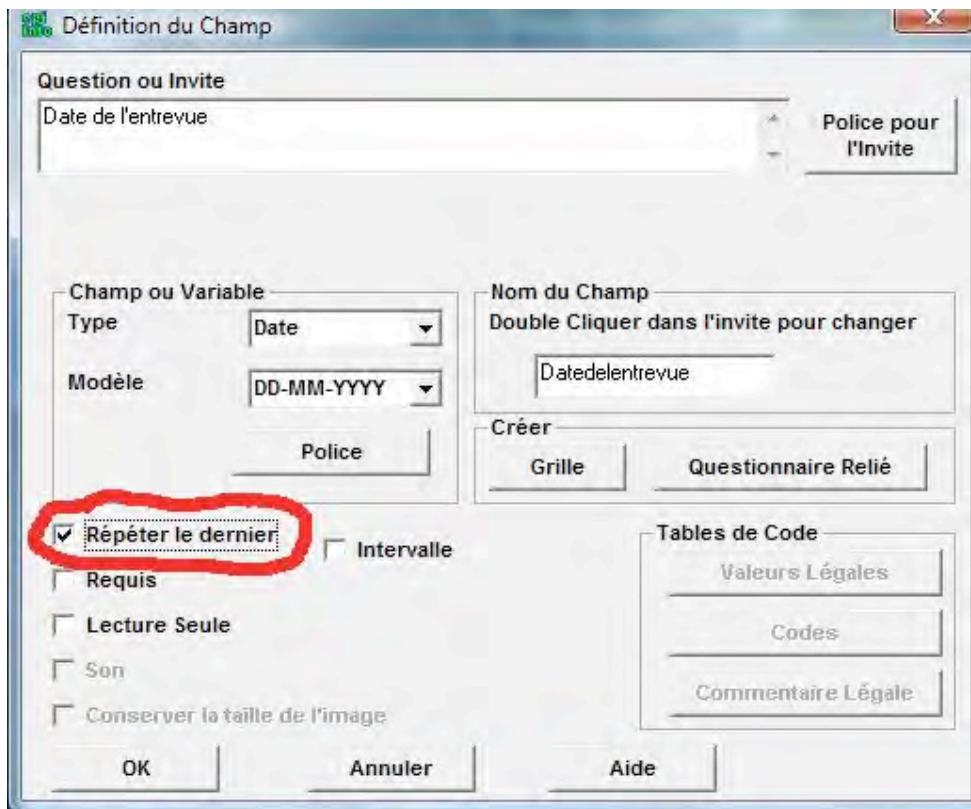 Définition du Champ
Question ou Invite
Date de l'entrevue
Police pour
l'Invite
Champ ou Variable
Type
Date
Modèle
DD-MM-YYYY
Police
Nom du Champ
Double Cliquer dans l'invite pour changer
Datedelentrevue
Créer
Grille
Questionnaire Relié
Répéter le dernier
Intervalle
Requis
Lecture Seule
Son
Conserver la taille de l'image
Tables de Code
Valeurs Légales
Codes
Commentaire Légale
OK
Annuler
Aide